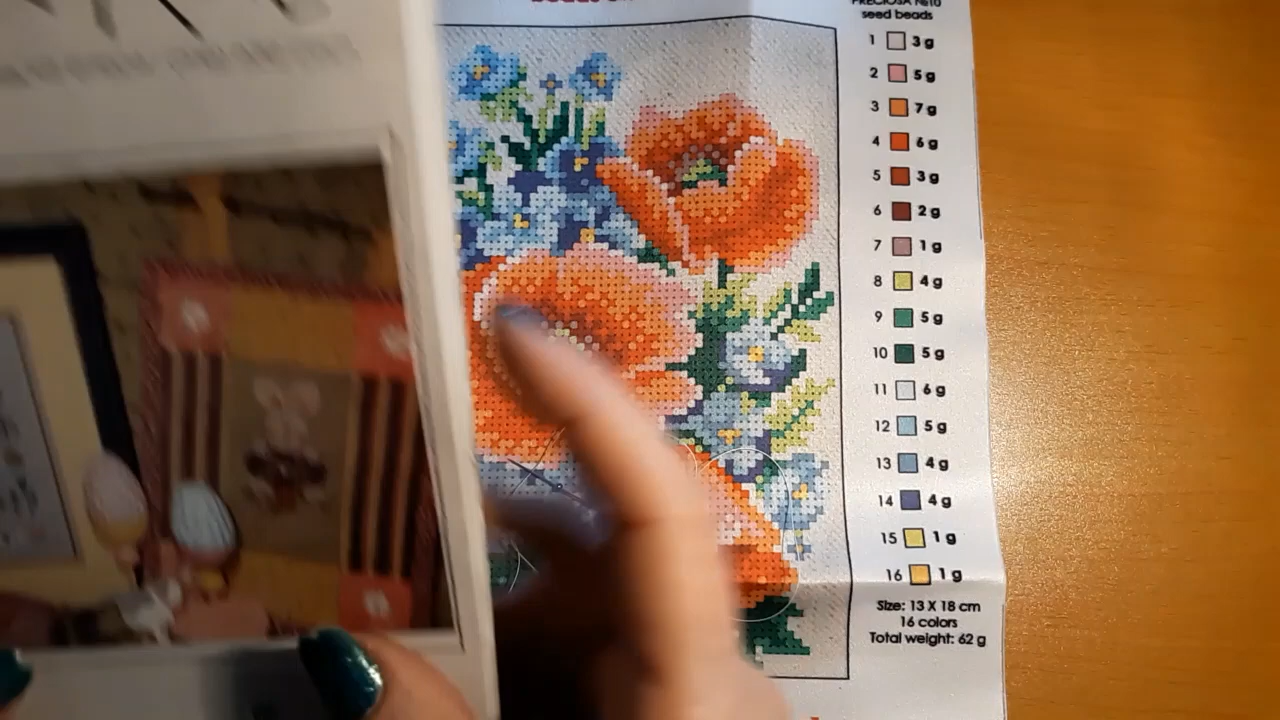 PRECIOSA №10
seed beads
1 3 g
2 5 g
3 7 g
4 6 g
5 3 g
6 2 g
7 1 g
8 4 g
9 5 g
10 5 g
11 6 g
12 5 g
13 4 g
14 4 g
15 1 g
16 1 g
Size: 13 X 18 cm
16 colors
Total weight: 62 g